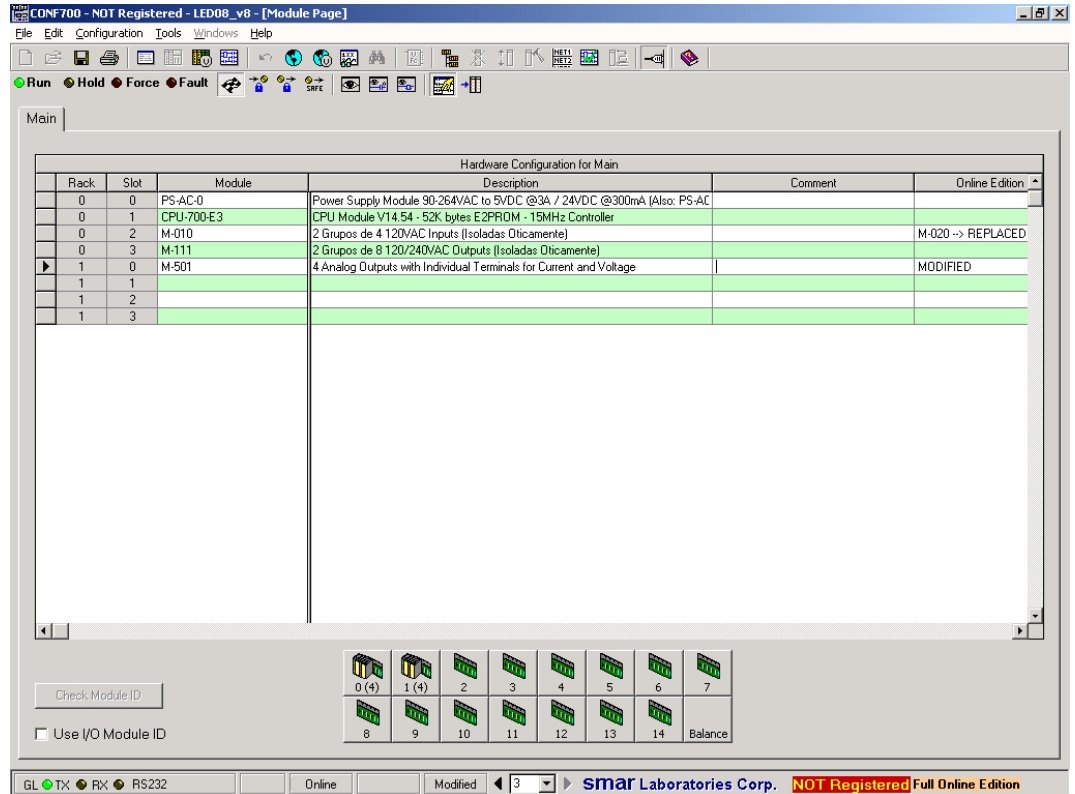 CONF700 - NOT Registered - LED08_v8 - [Module Page]
File Edit Configuration Tools Windows Help
NET1
NET2
Run Hold Force Fault SAFE
Main
Hardware Configuration for Main
Rack Slot Module Description Comment Online Edition
0 0 PS-AC-0 Power Supply Module 90-264VAC to 5VDC @3A / 24VDC @300mA (Also: PS-AC
0 1 CPU-700-E3 CPU Module V14.54 - 52K bytes E2PROM - 15MHz Controller
0 2 M-010 2 Grupos de 4 120VAC Inputs (Isoladas Oticamente) M-020 --> REPLACED
0 3 M-111 2 Grupos de 8 120/240VAC Outputs (Isoladas Oticamente)
1 0 M-501 4 Analog Outputs with Individual Terminals for Current and Voltage MODIFIED
1 1
1 2
1 3
0 (4) 1 (4) 2 3 4 5 6 7
Check Module ID
Use I/O Module ID
8 9 10 11 12 13 14 Balance
GL TX RX RS232 Online Modified 3 smar Laboratories Corp. NOT Registered Full Online Edition